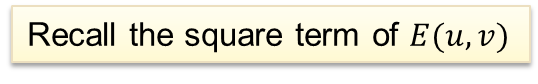 Recall the square term of E(u, v)